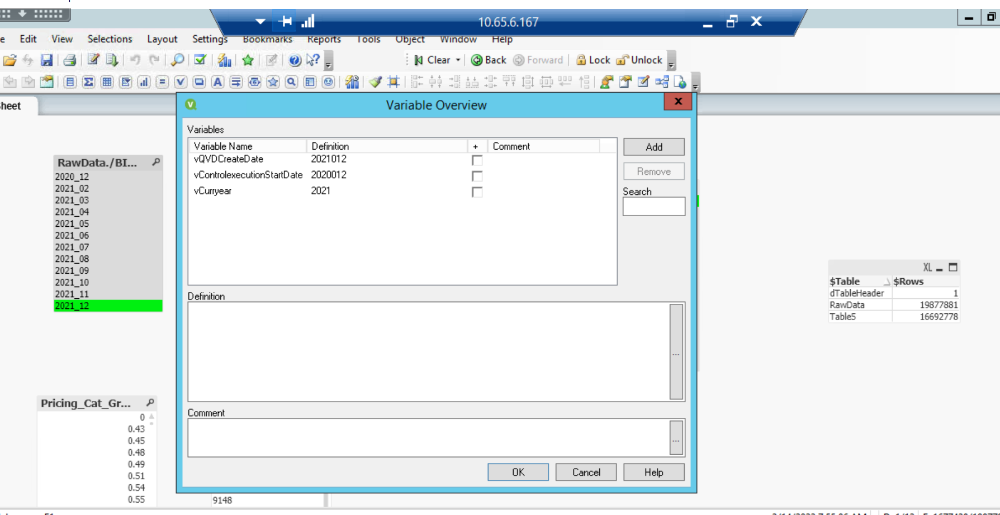 10.65.6.167
e Edit View Selections Layout Settings Bookmarks Reports Tools Object Window Help
Clear Back Forward Lock Unlock
Sheet
Variable Overview
Variables
Variable Name Definition + Comment
vQVDCreateDate 2021012
vControlexecutionStartDate 2020012
vCurryear 2021
Add
Remove
Search
RawData./BI...
2020_12
2021_02
2021_03
2021_04
2021_05
2021_06
2021_07
2021_08
2021_09
2021_10
2021_11
2021_12
XL
$Table $Rows
dTableHeader 1
RawData 19877881
Table5 16692778
Definition
...
Pricing_Cat_Gr...
0
0.43
0.45
0.48
0.49
0.51
0.54
0.55
Comment
...
OK Cancel Help
9148